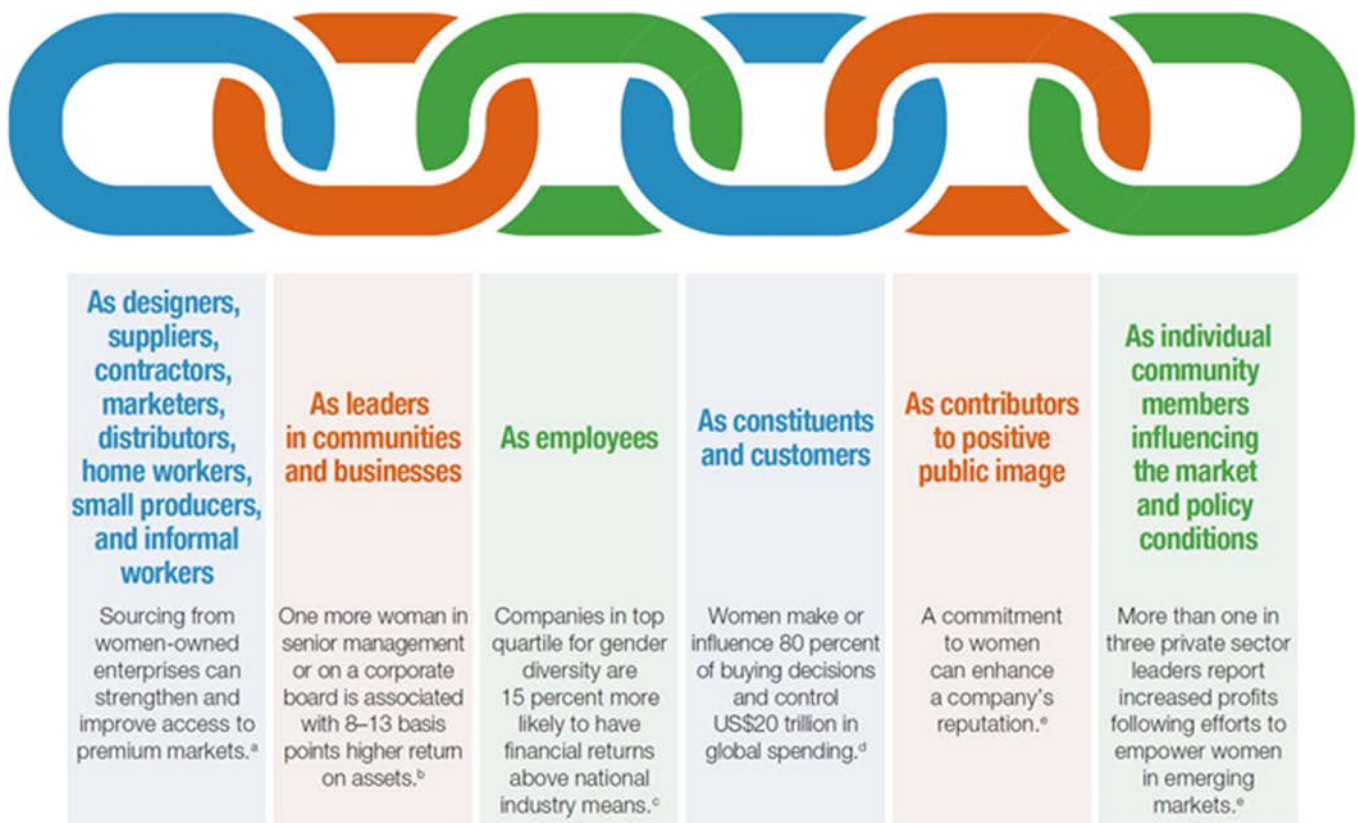 As designers,
suppliers,
contractors,
marketers,
distributors,
home workers,
small producers,
and informal
workers
Sourcing from
women-owned
enterprises can
strengthen and
improve access to
premium markets.ᵃ
As leaders
in communities
and businesses
One more woman in
senior management
or on a corporate
board is associated
with 8–13 basis
points higher return
on assets.ᵇ
As employees
Companies in top
quartile for gender
diversity are
15 percent more
likely to have
financial returns
above national
industry means.ᶜ
As constituents
and customers
Women make or
influence 80 percent
of buying decisions
and control
US$20 trillion in
global spending.ᵈ
As contributors
to positive
public image
A commitment
to women
can enhance
a company's
reputation.ᵉ
As individual
community
members
influencing
the market
and policy
conditions
More than one in
three private sector
leaders report
increased profits
following efforts to
empower women
in emerging
markets.ᵉ